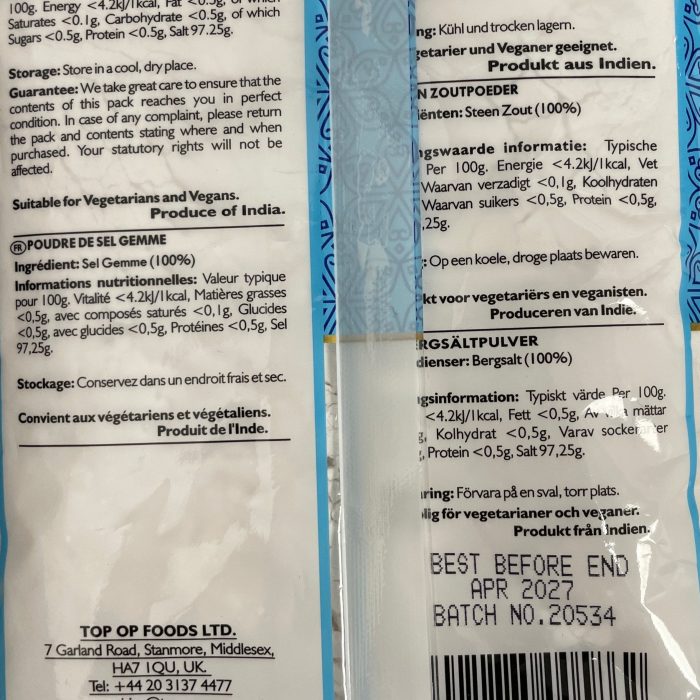 100g. Energy <4.2kJ/1kcal, Fat <0.5g, of which
Saturates <0.1g, Carbohydrate <0.5g, of which
Sugars <0.5g, Protein <0.5g, Salt 97.25g.
Storage: Store in a cool, dry place.
Guarantee: We take great care to ensure that the
contents of this pack reaches you in perfect
condition. In case of any complaint, please return
the pack and contents stating where and when
purchased. Your statutory rights will not be
affected.
Suitable for Vegetarians and Vegans.
Produce of India.
FR POUDRE DE SEL GEMME
Ingrédient: Sel Gemme (100%)
Informations nutritionnelles: Valeur typique
pour 100g. Vitalité <4.2kJ/1kcal, Matières grasses
<0,5g, avec composés saturés <0,1g, Glucides
<0,5g, avec glucides <0,5g, Protéines <0,5g, Sel
97,25g.
Stockage: Conservez dans un endroit frais et sec.
Convient aux végétariens et végétaliens.
Produit de l'Inde.
TOP OP FOODS LTD.
7 Garland Road, Stanmore, Middlesex,
HA7 1QU, UK.
Tel: +44 20 3137 4477
ng: Kühl und trocken lagern.
getarier und Veganer geeignet.
Produkt aus Indien.
N ZOUTPOEDER
iënten: Steen Zout (100%)
ngswaarde informatie: Typische
Per 100g. Energie <4.2kJ/1kcal, Vet
Waarvan verzadigt <0,1g, Koolhydraten
Waarvan suikers <0,5g, Protein <0,5g,
,25g.
: Op een koele, droge plaats bewaren.
kt voor vegetariërs en veganisten.
Produceren van Indie.
RGSÄLTPULVER
dienser: Bergsalt (100%)
gsinformation: Typiskt värde Per 100g.
<4.2kJ/1kcal, Fett <0,5g, mättar
g, Kolhydrat <0,5g, Varav
, Protein <0,5g, Salt 97,25g.
ring: Förvara på en sval, torr plats.
lig för vegetarianer och veganer.
Produkt från Indien.
BEST BEFORE END
APR 2027
BATCH NO.20534